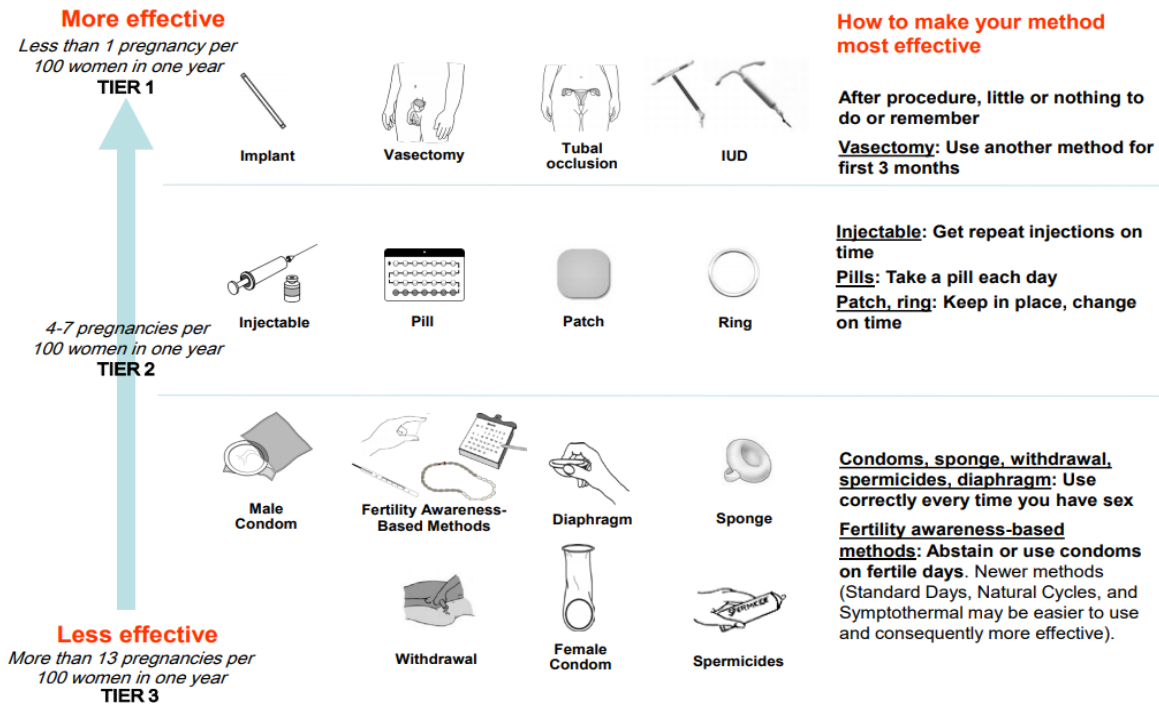 More effective
Less than 1 pregnancy per
100 women in one year
TIER 1
Implant
Vasectomy
Tubal
occlusion
IUD
How to make your method
most effective
After procedure, little or nothing to
do or remember
Vasectomy: Use another method for
first 3 months
4-7 pregnancies per
100 women in one year
TIER 2
Injectable
Pill
Patch
Ring
Injectable: Get repeat injections on
time
Pills: Take a pill each day
Patch, ring: Keep in place, change
on time
Male
Condom
Fertility Awareness-
Based Methods
Diaphragm
Sponge
Withdrawal
Female
Condom
SPERMICIDE
Spermicides
Condoms, sponge, withdrawal,
spermicides, diaphragm: Use
correctly every time you have sex
Fertility awareness-based
methods: Abstain or use condoms
on fertile days. Newer methods
(Standard Days, Natural Cycles, and
Symptothermal may be easier to use
and consequently more effective).
Less effective
More than 13 pregnancies per
100 women in one year
TIER 3